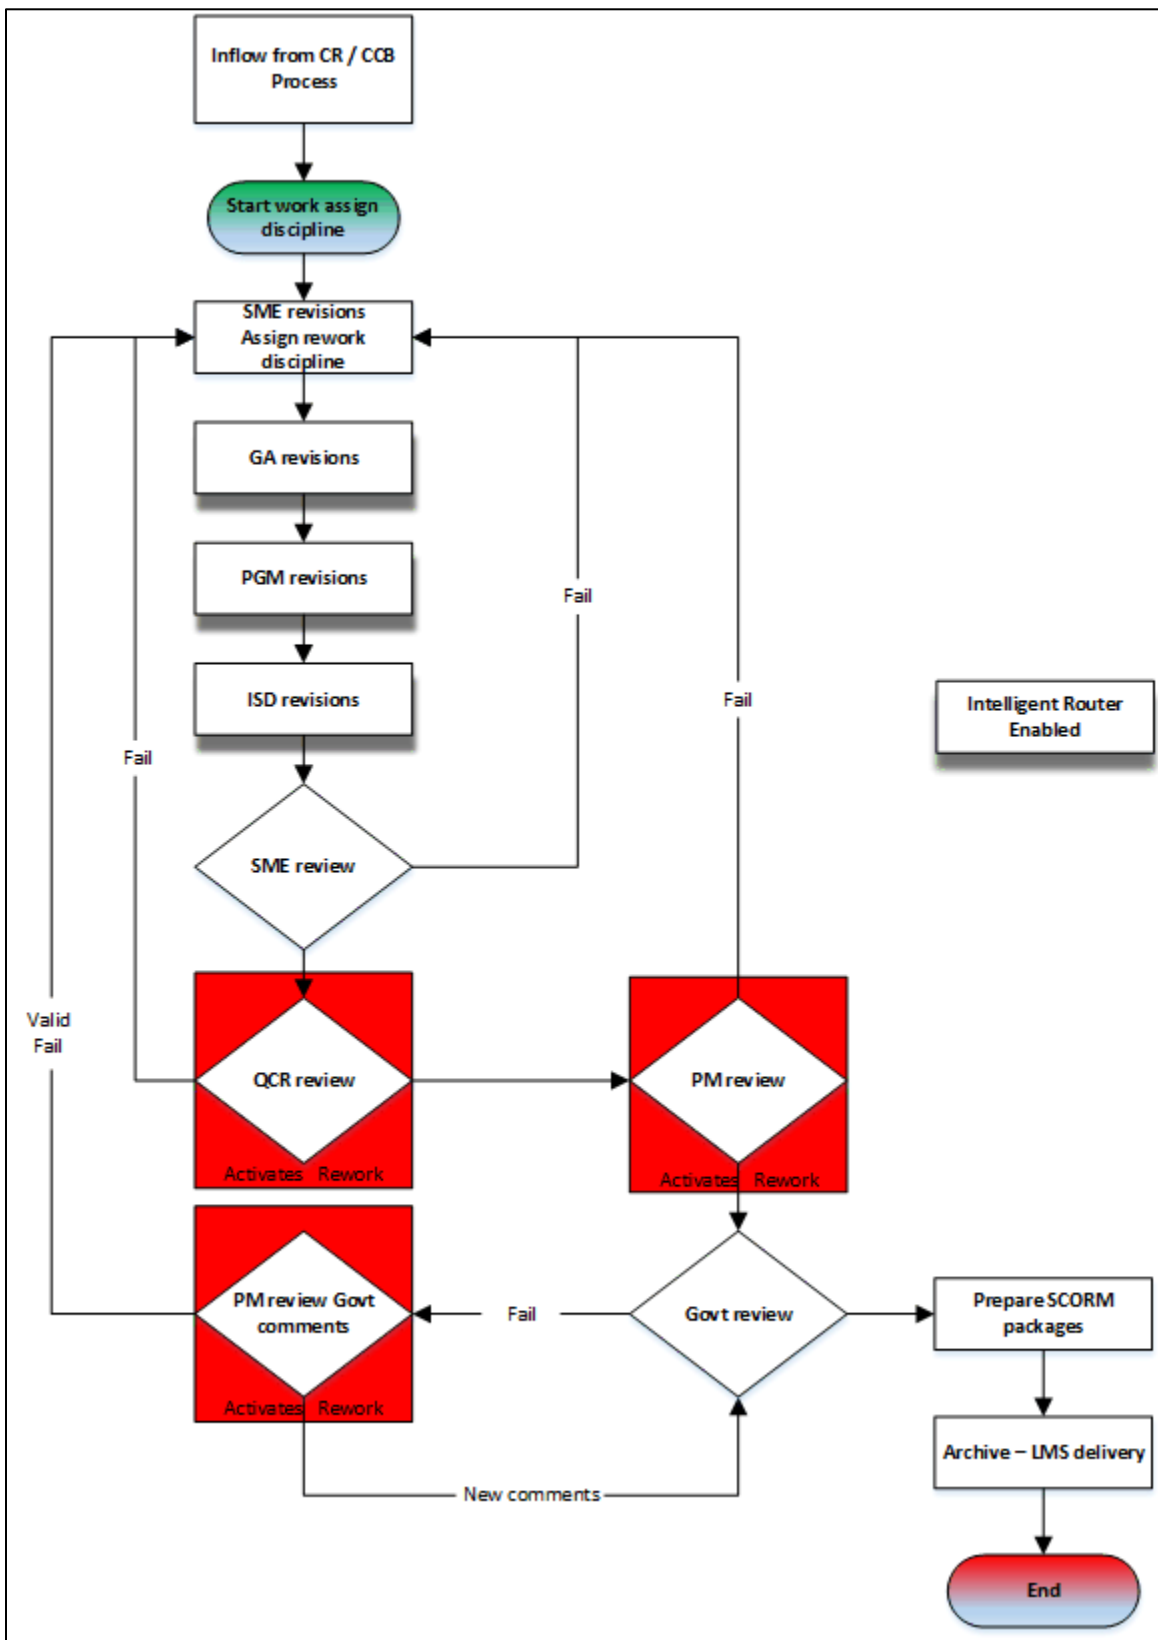 Inflow from CR / CCB
Process
Start work assign
discipline
SME revisions
Assign rework
discipline
GA revisions
PGM revisions
Fail
ISD revisions
Fail
Intelligent Router
Enabled
Fail
SME review
Valid
Fail
QCR review
PM review
Activates Rework
Activates Rework
PM review Govt
comments
Fail
Govt review
Prepare SCORM
packages
Activates Rework
Archive – LMS delivery
New comments
End